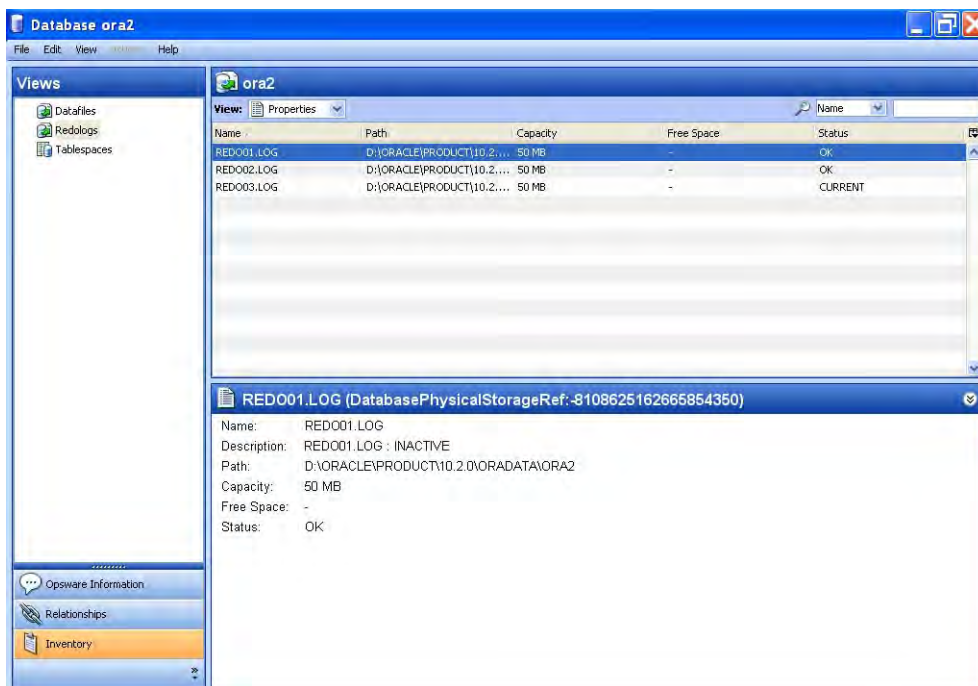 Database ora2
File Edit View Help
Views
Datafiles
Redologs
Tablespaces
ora2
View: Properties Name
Name Path Capacity Free Space Status
REDO01.LOG D:\ORACLE\PRODUCT\10.2.... 50 MB - OK
REDO02.LOG D:\ORACLE\PRODUCT\10.2.... 50 MB - OK
REDO03.LOG D:\ORACLE\PRODUCT\10.2.... 50 MB - CURRENT
REDO01.LOG (DatabasePhysicalStorageRef:-8108625162665854350)
Name: REDO01.LOG
Description: REDO01.LOG : INACTIVE
Path: D:\ORACLE\PRODUCT\10.2.0\ORADATA\ORA2
Capacity: 50 MB
Free Space: -
Status: OK
Opsware Information
Relationships
Inventory